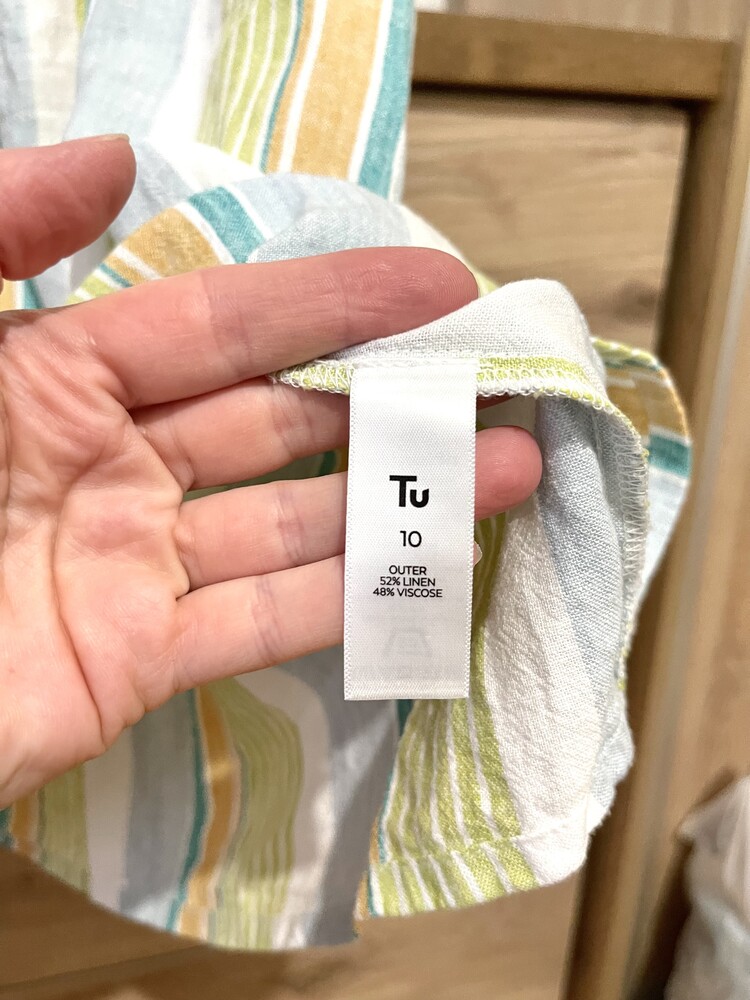 Tu
10
OUTER
52% LINEN
48% VISCOSE